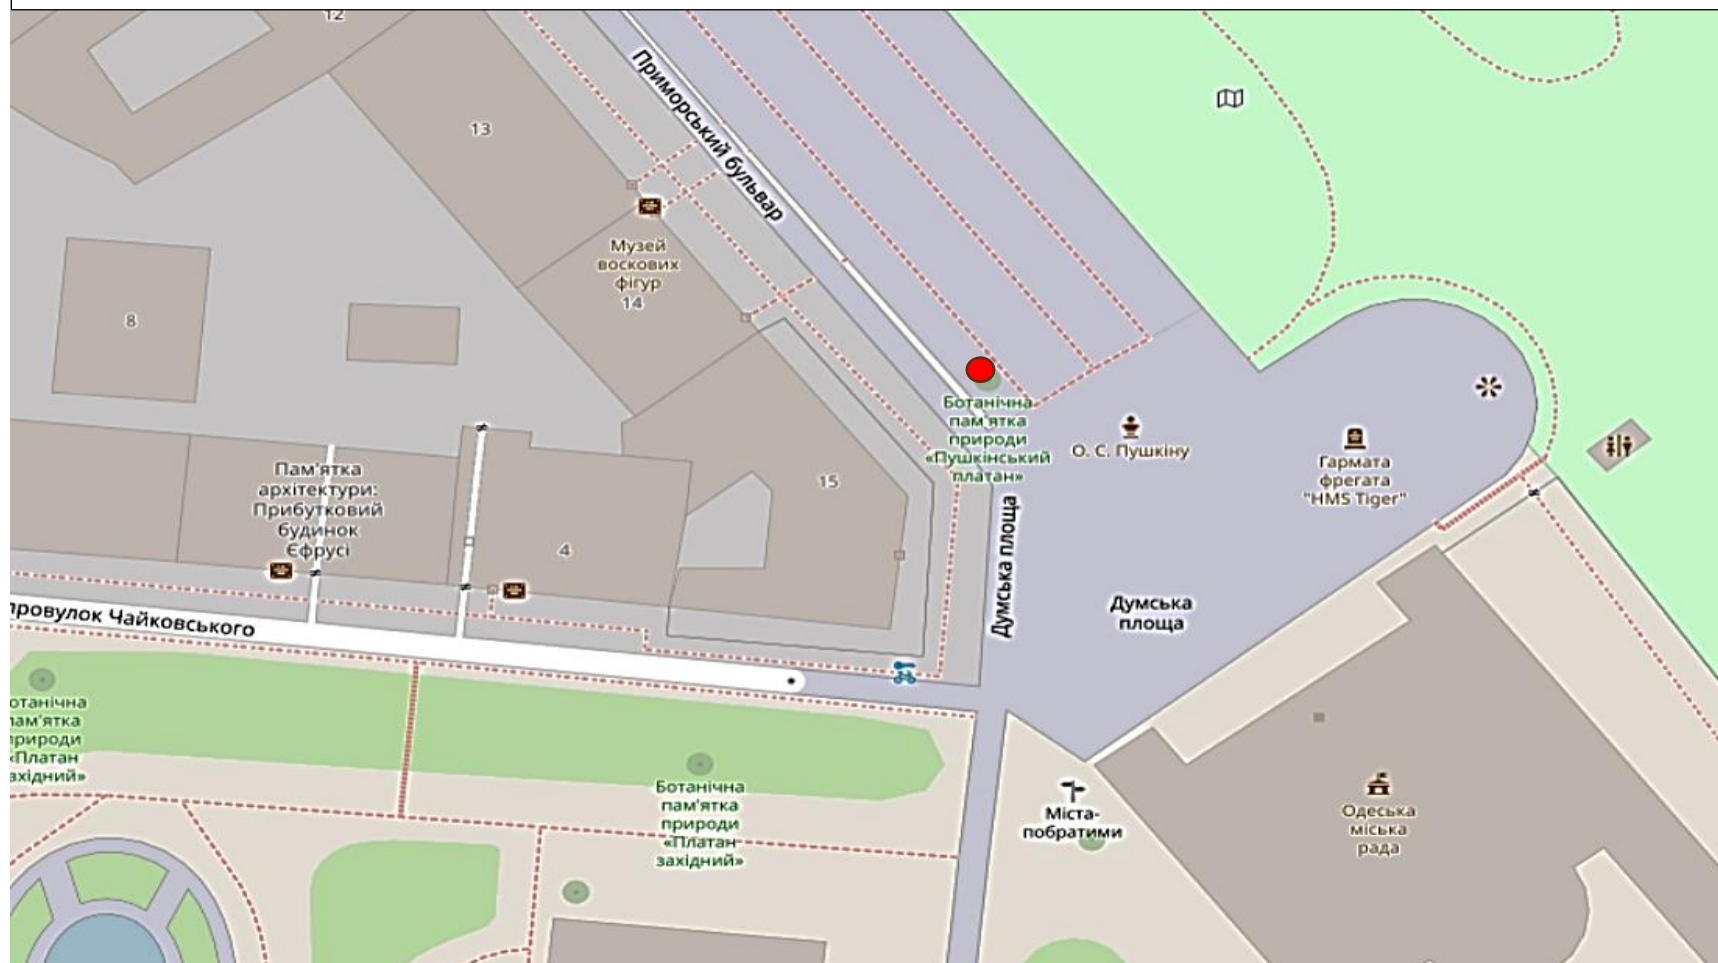 12
13
Приморський бульвар
Музей
воскових
фігур
14
8
Ботанічна
пам'ятка
природи
«Пушкінський
платан»
О. С. Пушкіну
Гармата
фрегата
"HMS Tiger"
Пам'ятка
архітектури:
Прибутковий
будинок
Єфрусі
15
4
Думська площа
Думська
площа
провулок Чайковського
отанічна
пам'ятка
природи
«Платан
західний»
Ботанічна
пам'ятка
природи
«Платан
західний»
Міста-
побратими
Одеська
міська
рада